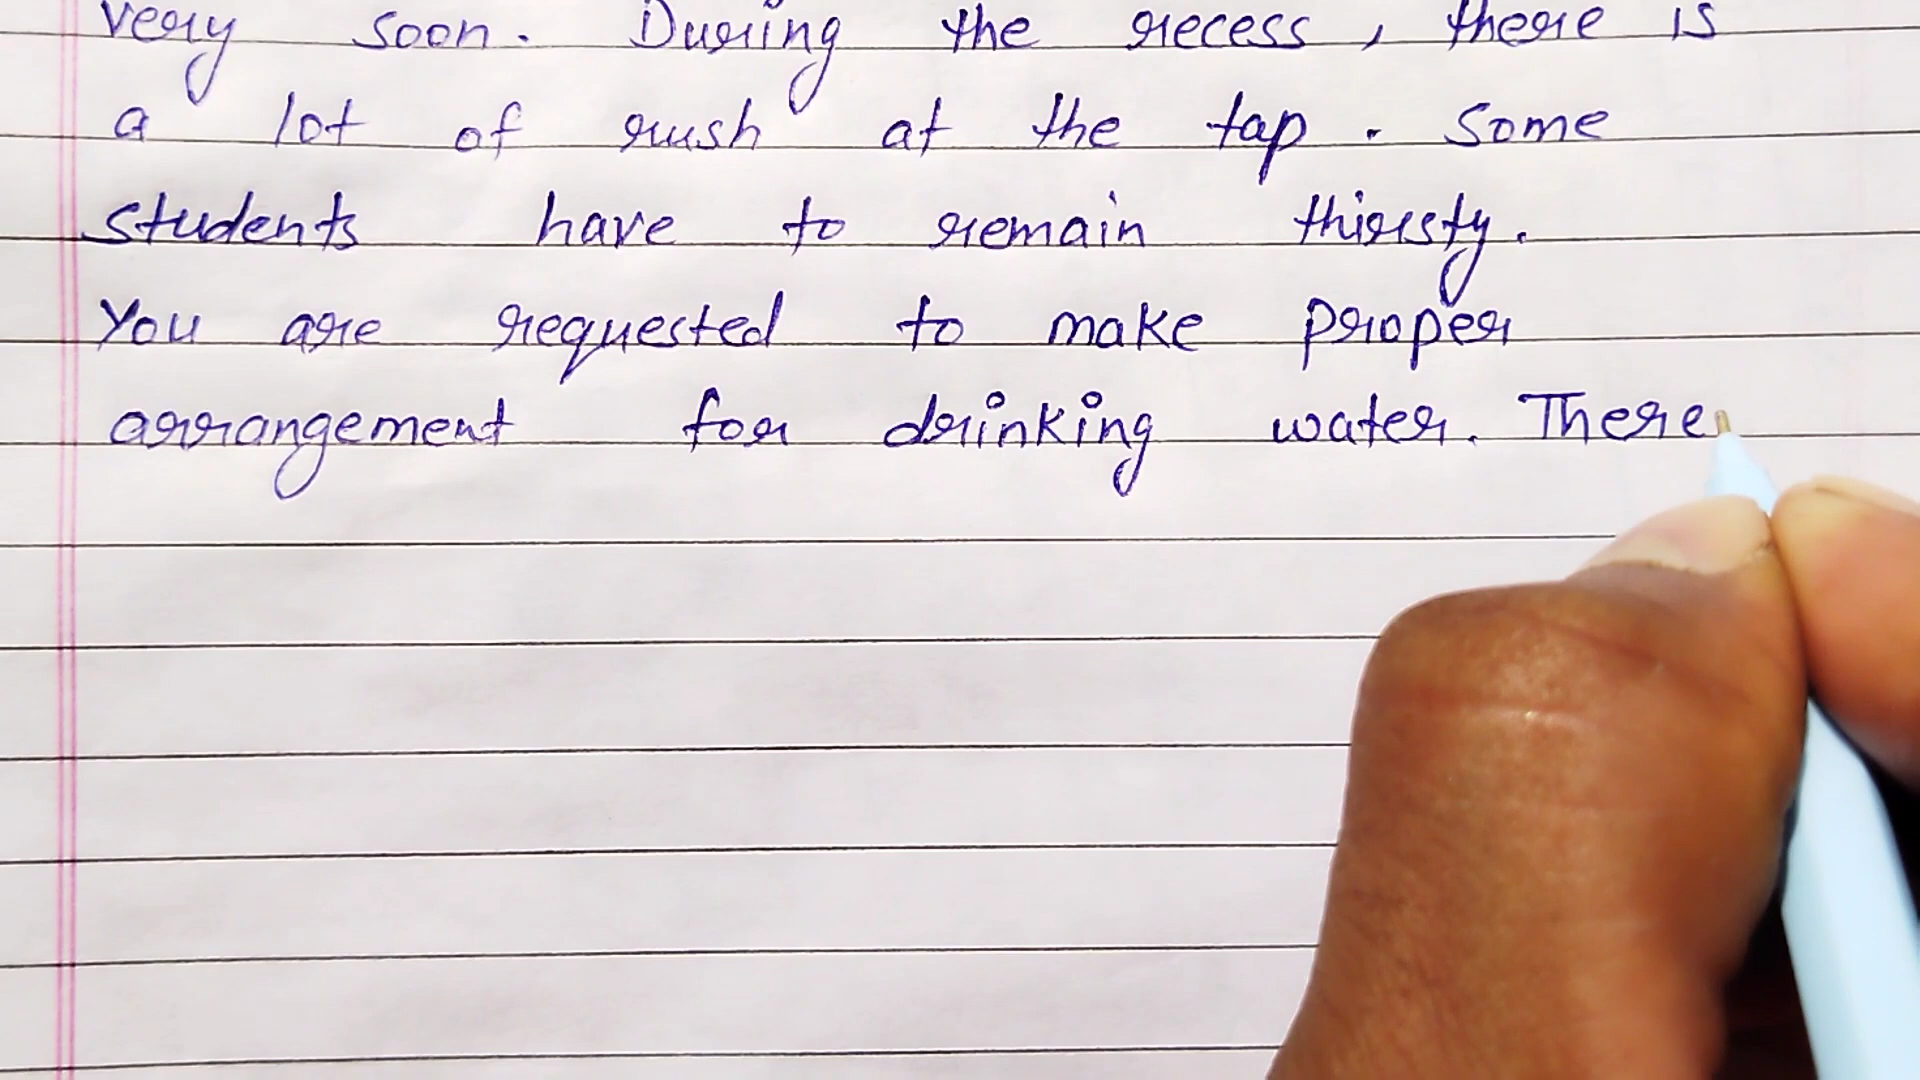 very soon. During the recess, there is
a lot of rush at the tap. Some
students have to remain thirsty.
You are requested to make proper
arrangement for drinking water. There